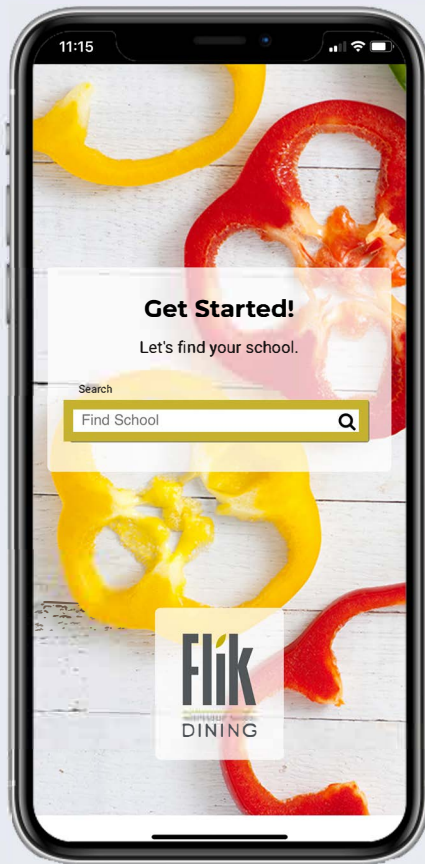 11:15
Get Started!
Let's find your school.
Search
Find School
Flik
DINING